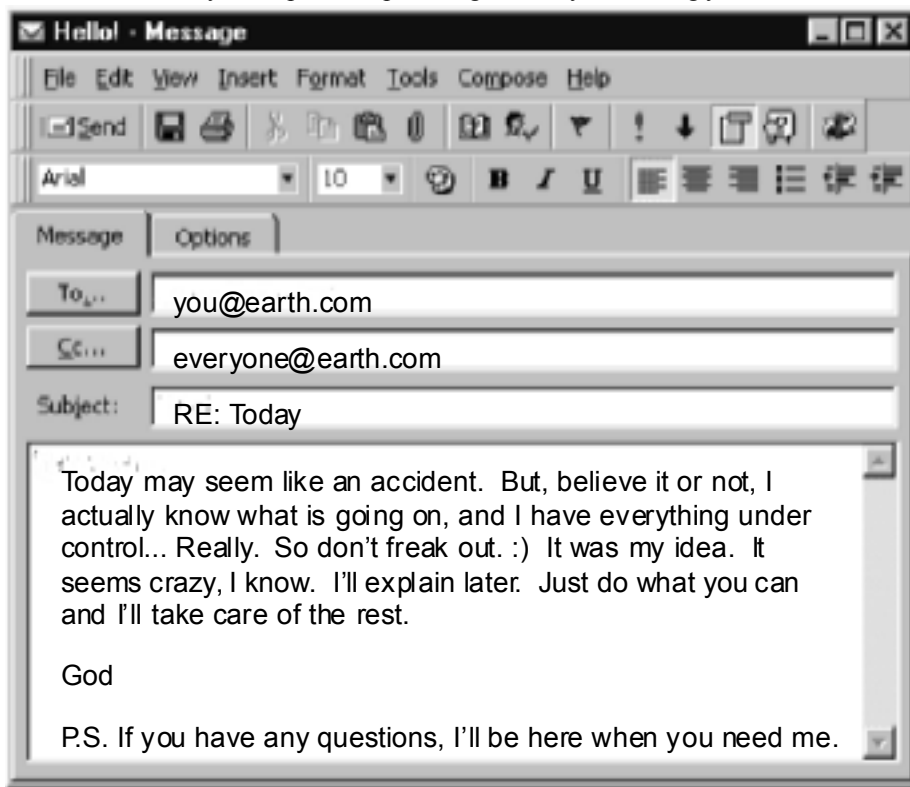 Hello! - Message
File Edit View Insert Format Tools Compose Help
Send
Arial 10 B I U
Message Options
To... you@earth.com
Cc... everyone@earth.com
Subject: RE: Today
Today may seem like an accident.  But, believe it or not, I
actually know what is going on, and I have everything under
control... Really.  So don't freak out. :)  It was my idea.  It
seems crazy, I know.  I'll explain later.  Just do what you can
and I'll take care of the rest.
God
P.S. If you have any questions, I'll be here when you need me.